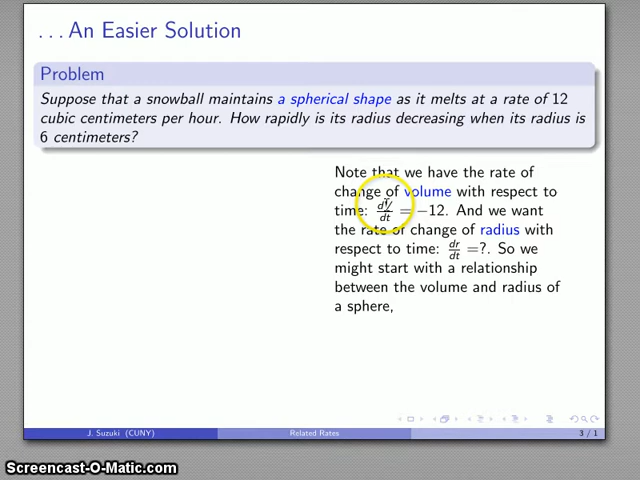 . . . An Easier Solution
Problem
Suppose that a snowball maintains a spherical shape as it melts at a rate of 12
cubic centimeters per hour. How rapidly is its radius decreasing when its radius is
6 centimeters?
Note that we have the rate of
change of volume with respect to
time: dV/dt = −12. And we want
the rate of change of radius with
respect to time: dr/dt =?. So we
might start with a relationship
between the volume and radius of
a sphere,
J. Suzuki (CUNY)
Related Rates
3 / 1
Screencast-O-Matic.com